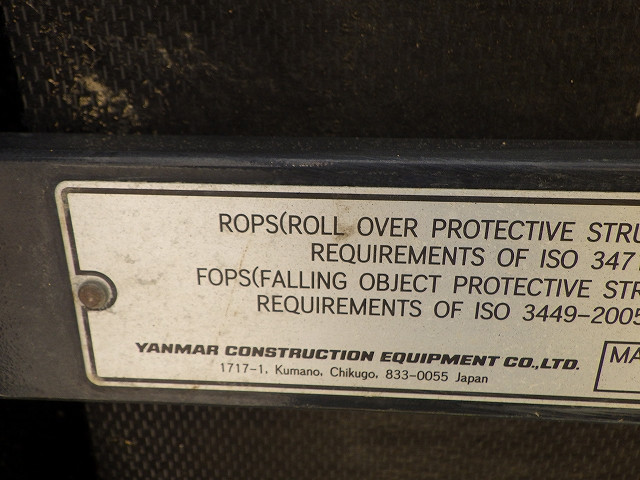 ROPS(ROLL OVER PROTECTIVE STRU
REQUIREMENTS OF ISO 347
FOPS(FALLING OBJECT PROTECTIVE STR
REQUIREMENTS OF ISO 3449-2005
YANMAR CONSTRUCTION EQUIPMENT CO.,LTD.
1717-1, Kumano, Chikugo, 833-0055 Japan
MA